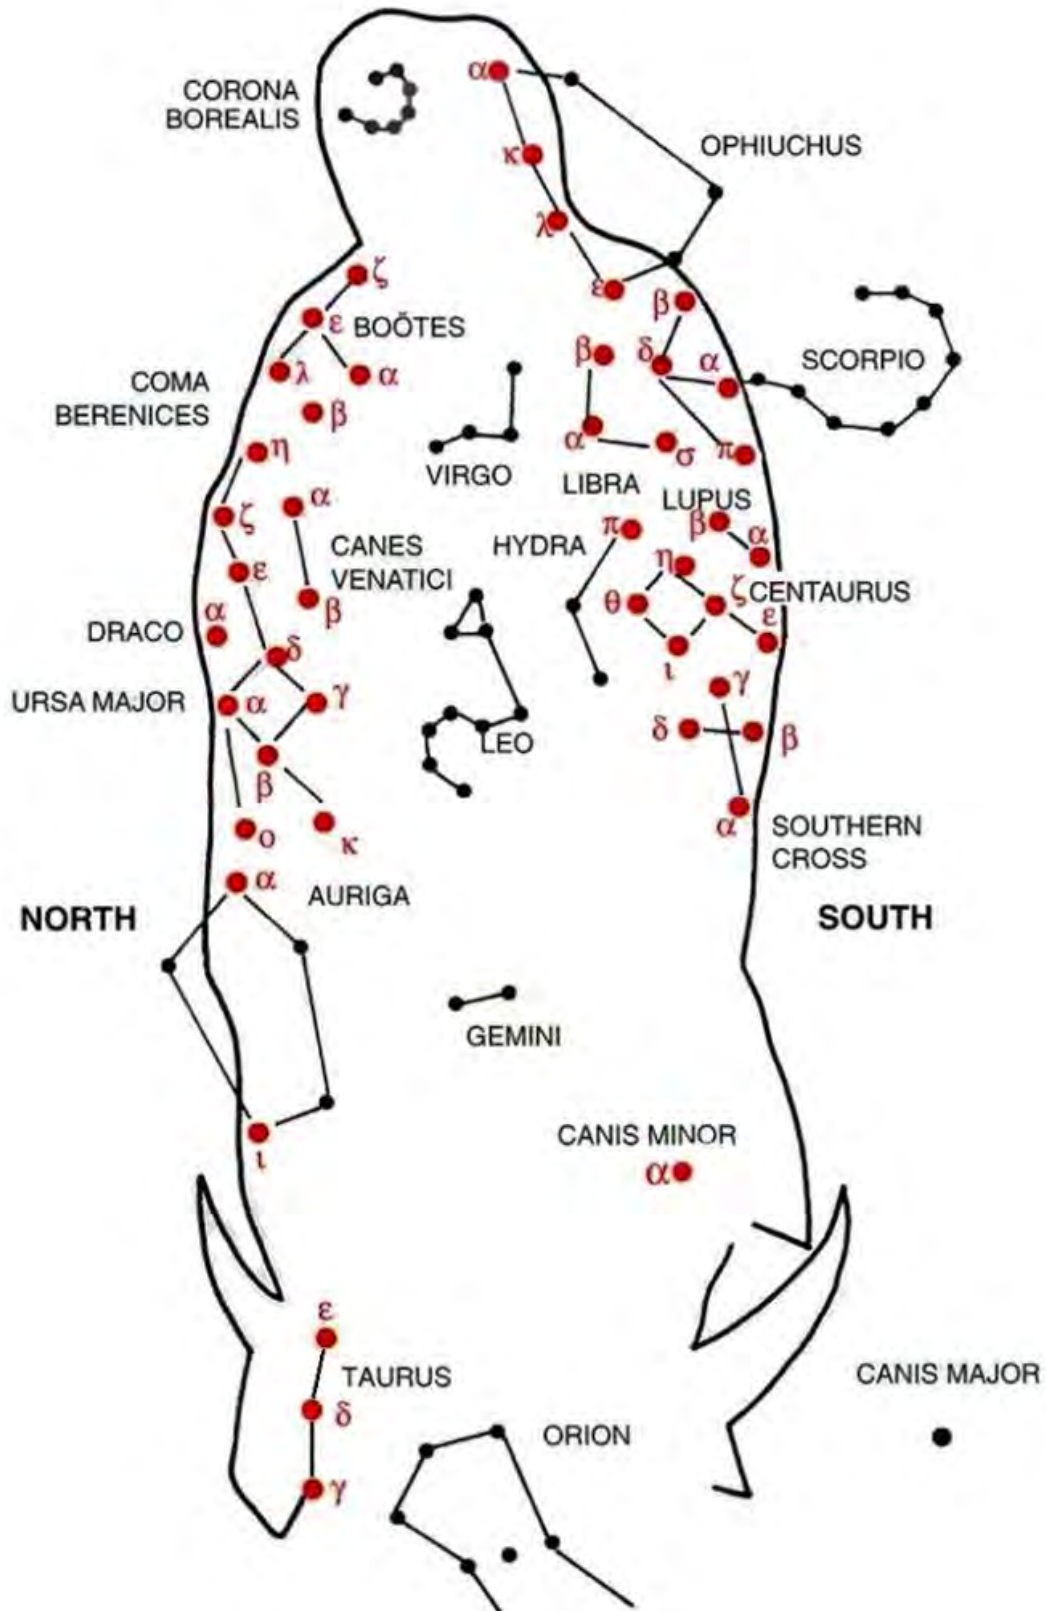 α
CORONA
BOREALIS
OPHIUCHUS
κ
λ
ζ
ε
β
ε BOÖTES
β
δ
α
SCORPIO
λ
α
COMA
BERENICES
β
η
α
σ
π
VIRGO
LIBRA
LUPUS
α
ζ
π
β
α
HYDRA
CANES
VENATICI
η
ε
θ
ζ
CENTAURUS
ε
α
β
DRACO
δ
ι
URSA MAJOR
α
γ
γ
δ
β
LEO
β
ο
κ
α
SOUTHERN
CROSS
α
AURIGA
NORTH
SOUTH
GEMINI
CANIS MINOR
α
ι
ε
TAURUS
CANIS MAJOR
δ
ORION
γ